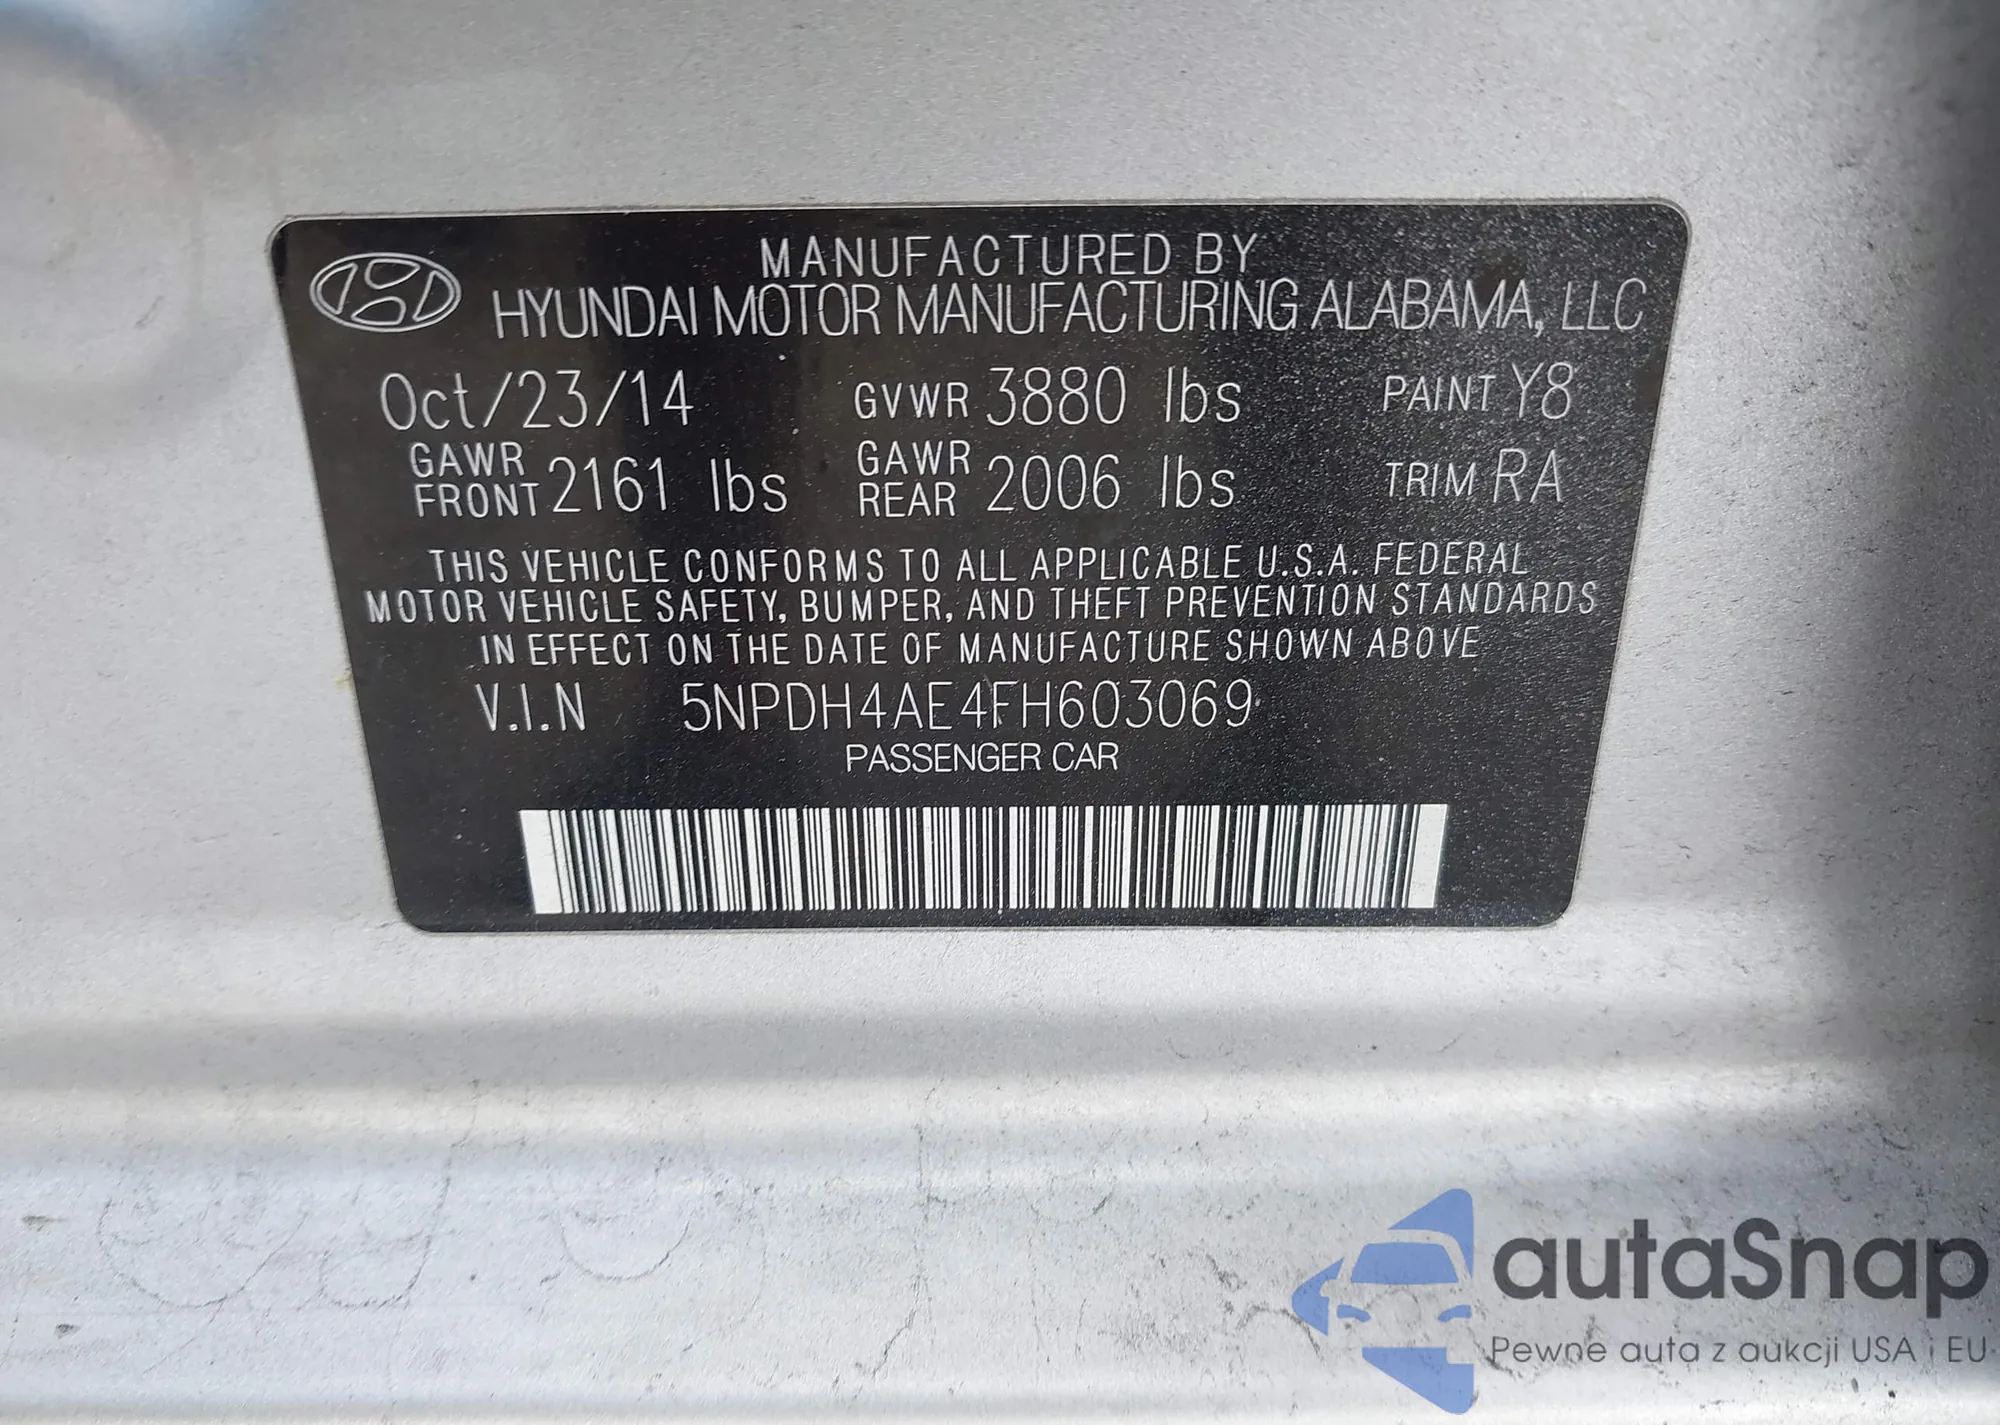 MANUFACTURED BY
HYUNDAI MOTOR MANUFACTURING ALABAMA, LLC
Oct/23/14 GVWR 3880 lbs PAINT Y8
GAWR FRONT 2161 lbs GAWR REAR 2006 lbs TRIM RA
THIS VEHICLE CONFORMS TO ALL APPLICABLE U.S.A. FEDERAL
MOTOR VEHICLE SAFETY, BUMPER, AND THEFT PREVENTION STANDARDS
IN EFFECT ON THE DATE OF MANUFACTURE SHOWN ABOVE
V.I.N 5NPDH4AE4FH603069
PASSENGER CAR
autaSnap
Pewne auta z aukcji USA i EU